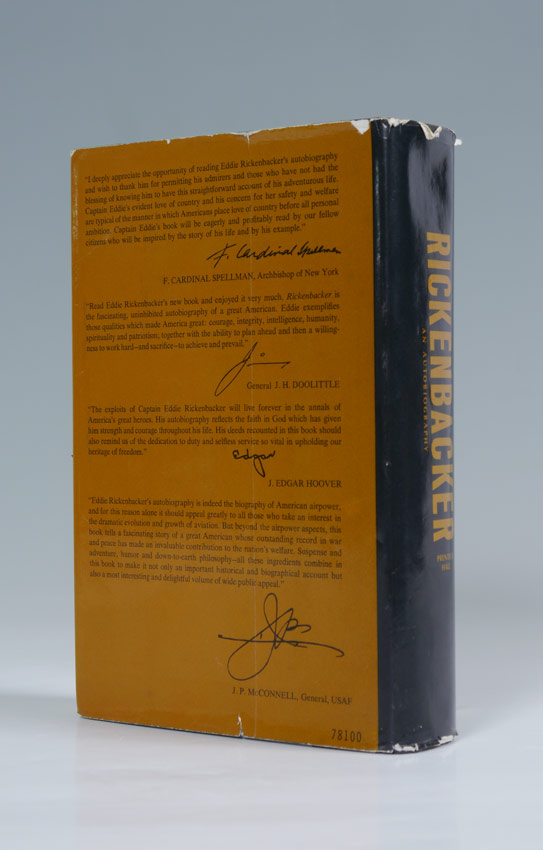 "I deeply appreciate the opportunity of reading Eddie Rickenbacker's autobiography
and wish to thank him for permitting his admirers and those who have not had the
blessing of knowing him to have this straightforward account of his adventurous life.
Captain Eddie's evident love of country and his concern for her safety and welfare
are typical of the manner in which Americans place love of country before all personal
ambition. Captain Eddie's book will be eagerly and profitably read by our fellow
citizens who will be inspired by the story of his life and by his example."
F. Cardinal Spellman
F. CARDINAL SPELLMAN, Archbishop of New York
"Read Eddie Rickenbacker's new book and enjoyed it very much. Rickenbacker is
the fascinating, uninhibited autobiography of a great American. Eddie exemplifies
those qualities which made America great: courage, integrity, intelligence, humanity,
spirituality and patriotism; together with the ability to plan ahead and then a willing-
ness to work hard—and sacrifice—to achieve and prevail."
Jim
General J. H. DOOLITTLE
"The exploits of Captain Eddie Rickenbacker will live forever in the annals of
America's great heroes. His autobiography reflects the faith in God which has given
him strength and courage throughout his life. His deeds recounted in this book should
also remind us of the dedication to duty and selfless service so vital in upholding our
heritage of freedom."
Edgar
J. EDGAR HOOVER
"Eddie Rickenbacker's autobiography is indeed the biography of American airpower,
and for this reason alone it should appeal greatly to all those who take an interest in
the dramatic evolution and growth of aviation. But beyond the airpower aspects, this
book tells a fascinating story of a great American whose outstanding record in war
and peace has made an invaluable contribution to the nation's welfare. Suspense and
adventure, humor and down-to-earth philosophy—all these ingredients combine in
this book to make it not only an important historical and biographical account but
also a most interesting and delightful volume of wide public appeal."
J. P. McCONNELL, General, USAF
78100
RICKENBACKER
AN AUTOBIOGRAPHY